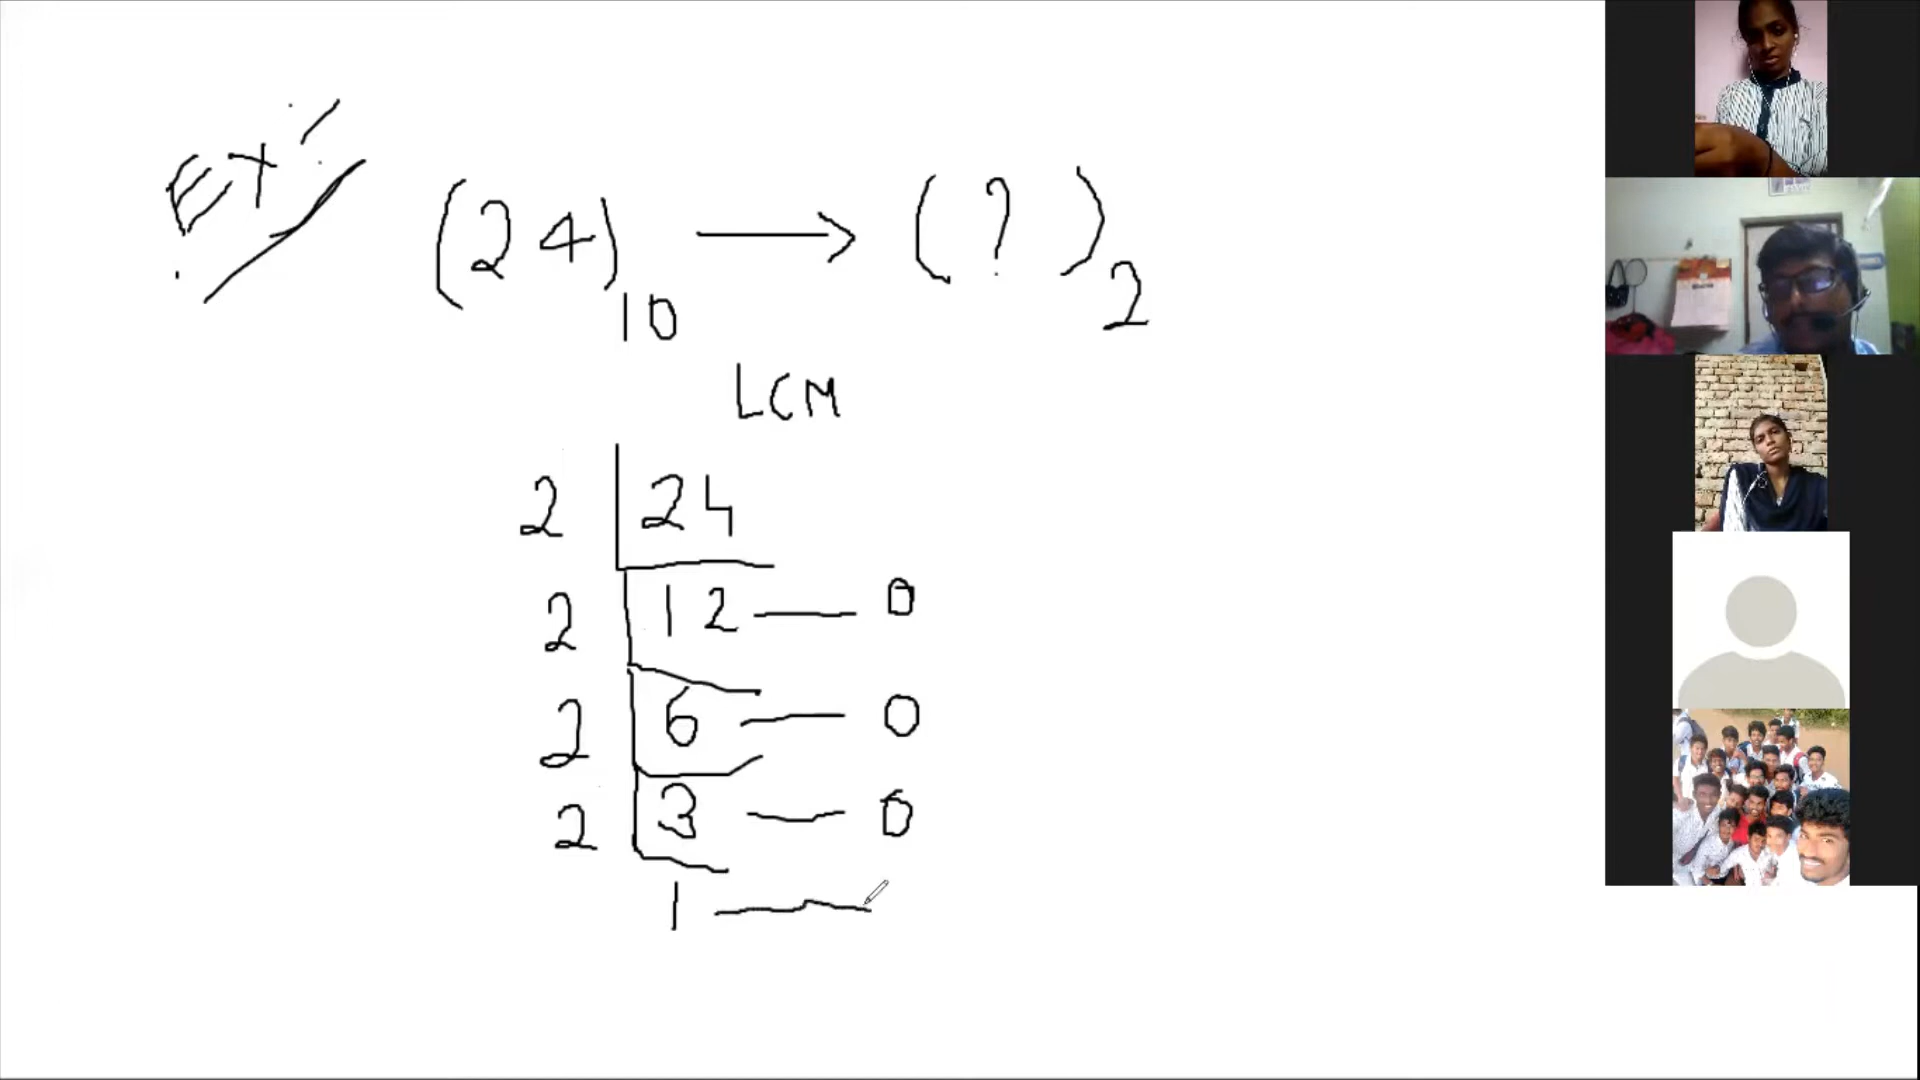 Ex:
(24)10 → (?)2
LCM
2 24
2 12 — 0
2 6 — 0
2 3 — 0
1 —